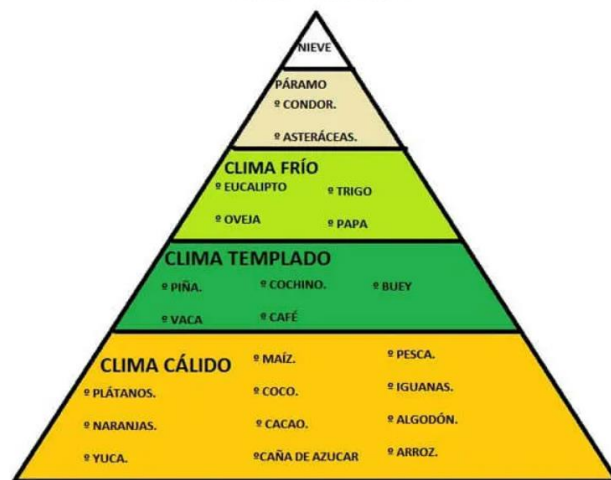 NIEVE
PÁRAMO
º CONDOR.
º ASTERÁCEAS.
CLIMA FRÍO
º EUCALIPTO
º TRIGO
º OVEJA
º PAPA
CLIMA TEMPLADO
º PIÑA.
º COCHINO.
º BUEY
º VACA
º CAFÉ
CLIMA CÁLIDO
º MAÍZ.
º PESCA.
º PLÁTANOS.
º COCO.
º IGUANAS.
º NARANJAS.
º CACAO.
º ALGODÓN.
º YUCA.
ºCAÑA DE AZUCAR
º ARROZ.